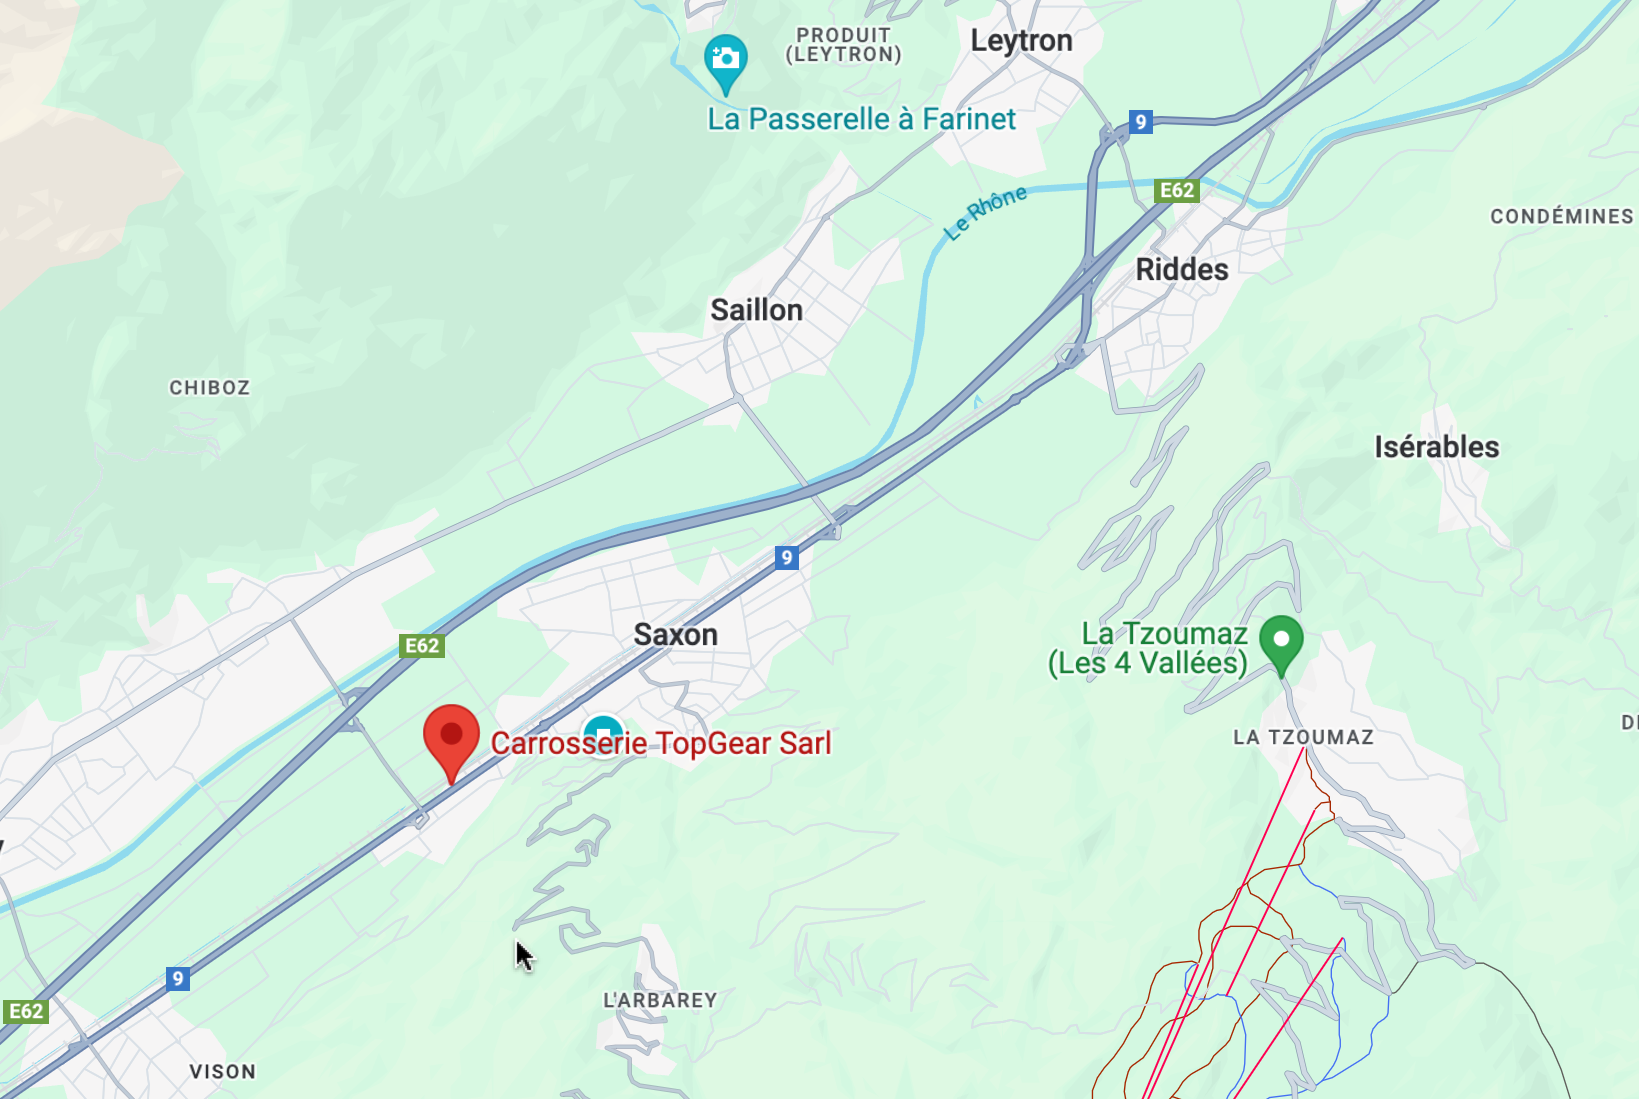 PRODUIT
(LEYTRON)
Leytron
La Passerelle à Farinet
9
E62
Le Rhône
CONDÉMINES
Riddes
Saillon
CHIBOZ
Isérables
9
Saxon
E62
La Tzoumaz
(Les 4 Vallées)
LA TZOUMAZ
Carrosserie TopGear Sarl
9
E62
L'ARBAREY
VISON